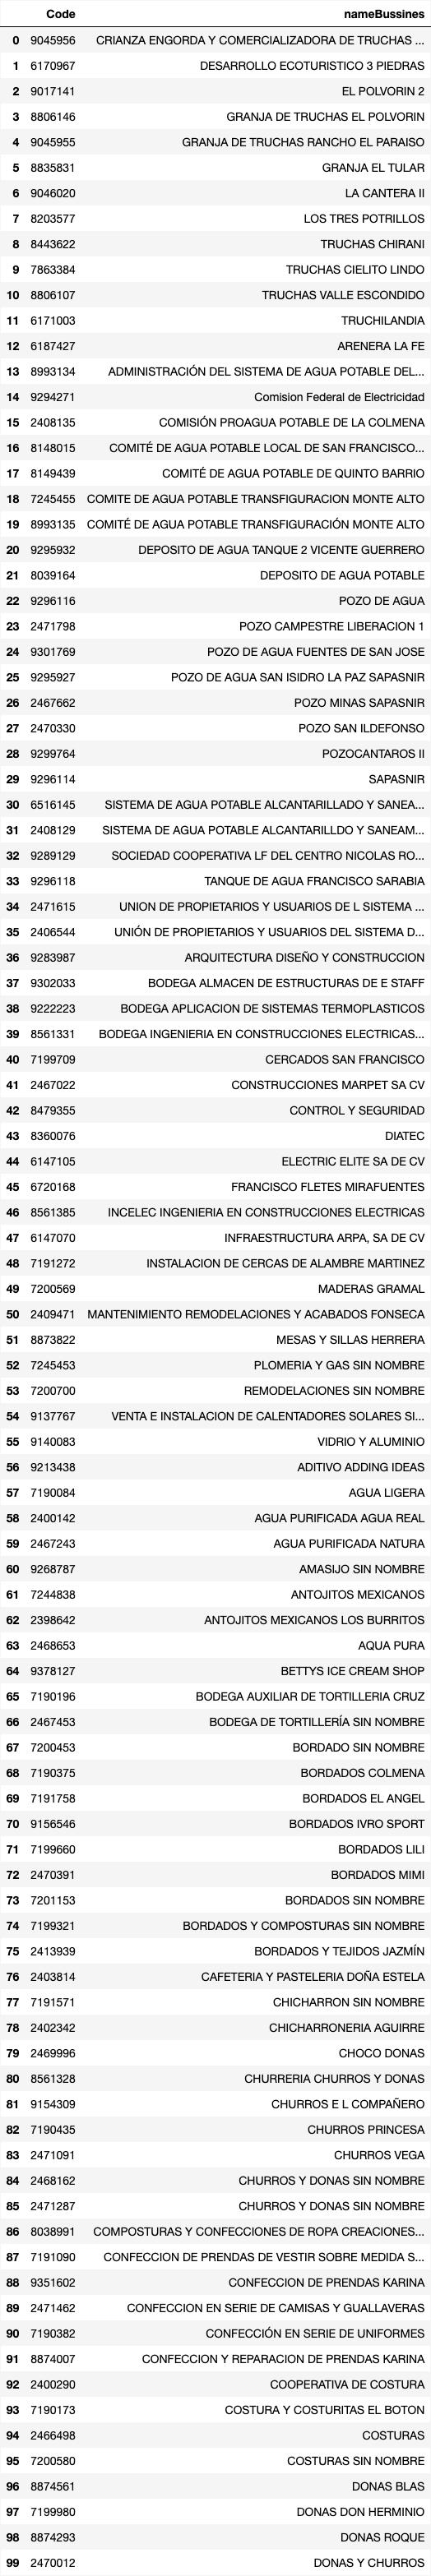 Code nameBussines
0 9045956 CRIANZA ENGORDA Y COMERCIALIZADORA DE TRUCHAS ...
1 6170967 DESARROLLO ECOTURISTICO 3 PIEDRAS
2 9017141 EL POLVORIN 2
3 8806146 GRANJA DE TRUCHAS EL POLVORIN
4 9045955 GRANJA DE TRUCHAS RANCHO EL PARAISO
5 8835831 GRANJA EL TULAR
6 9046020 LA CANTERA II
7 8203577 LOS TRES POTRILLOS
8 8443622 TRUCHAS CHIRANI
9 7863384 TRUCHAS CIELITO LINDO
10 8806107 TRUCHAS VALLE ESCONDIDO
11 6171003 TRUCHILANDIA
12 6187427 ARENERA LA FE
13 8993134 ADMINISTRACIÓN DEL SISTEMA DE AGUA POTABLE DEL...
14 9294271 Comision Federal de Electricidad
15 2408135 COMISIÓN PROAGUA POTABLE DE LA COLMENA
16 8148015 COMITÉ DE AGUA POTABLE LOCAL DE SAN FRANCISCO...
17 8149439 COMITÉ DE AGUA POTABLE DE QUINTO BARRIO
18 7245455 COMITE DE AGUA POTABLE TRANSFIGURACION MONTE ALTO
19 8993135 COMITÉ DE AGUA POTABLE TRANSFIGURACIÓN MONTE ALTO
20 9295932 DEPOSITO DE AGUA TANQUE 2 VICENTE GUERRERO
21 8039164 DEPOSITO DE AGUA POTABLE
22 9296116 POZO DE AGUA
23 2471798 POZO CAMPESTRE LIBERACION 1
24 9301769 POZO DE AGUA FUENTES DE SAN JOSE
25 9295927 POZO DE AGUA SAN ISIDRO LA PAZ SAPASNIR
26 2467662 POZO MINAS SAPASNIR
27 2470330 POZO SAN ILDEFONSO
28 9299764 POZOCANTAROS II
29 9296114 SAPASNIR
30 6516145 SISTEMA DE AGUA POTABLE ALCANTARILLADO Y SANEA...
31 2408129 SISTEMA DE AGUA POTABLE ALCANTARILLDO Y SANEAM...
32 9289129 SOCIEDAD COOPERATIVA LF DEL CENTRO NICOLAS RO...
33 9296118 TANQUE DE AGUA FRANCISCO SARABIA
34 2471615 UNION DE PROPIETARIOS Y USUARIOS DE L SISTEMA ...
35 2406544 UNIÓN DE PROPIETARIOS Y USUARIOS DEL SISTEMA D...
36 9283987 ARQUITECTURA DISEÑO Y CONSTRUCCION
37 9302033 BODEGA ALMACEN DE ESTRUCTURAS DE E STAFF
38 9222223 BODEGA APLICACION DE SISTEMAS TERMOPLASTICOS
39 8561331 BODEGA INGENIERIA EN CONSTRUCCIONES ELECTRICAS...
40 7199709 CERCADOS SAN FRANCISCO
41 2467022 CONSTRUCCIONES MARPET SA CV
42 8479355 CONTROL Y SEGURIDAD
43 8360076 DIATEC
44 6147105 ELECTRIC ELITE SA DE CV
45 6720168 FRANCISCO FLETES MIRAFUENTES
46 8561385 INCELEC INGENIERIA EN CONSTRUCCIONES ELECTRICAS
47 6147070 INFRAESTRUCTURA ARPA, SA DE CV
48 7191272 INSTALACION DE CERCAS DE ALAMBRE MARTINEZ
49 7200569 MADERAS GRAMAL
50 2409471 MANTENIMIENTO REMODELACIONES Y ACABADOS FONSECA
51 8873822 MESAS Y SILLAS HERRERA
52 7245453 PLOMERIA Y GAS SIN NOMBRE
53 7200700 REMODELACIONES SIN NOMBRE
54 9137767 VENTA E INSTALACION DE CALENTADORES SOLARES SI...
55 9140083 VIDRIO Y ALUMINIO
56 9213438 ADITIVO ADDING IDEAS
57 7190084 AGUA LIGERA
58 2400142 AGUA PURIFICADA AGUA REAL
59 2467243 AGUA PURIFICADA NATURA
60 9268787 AMASIJO SIN NOMBRE
61 7244838 ANTOJITOS MEXICANOS
62 2398642 ANTOJITOS MEXICANOS LOS BURRITOS
63 2468653 AQUA PURA
64 9378127 BETTYS ICE CREAM SHOP
65 7190196 BODEGA AUXILIAR DE TORTILLERIA CRUZ
66 2467453 BODEGA DE TORTILLERÍA SIN NOMBRE
67 7200453 BORDADO SIN NOMBRE
68 7190375 BORDADOS COLMENA
69 7191758 BORDADOS EL ANGEL
70 9156546 BORDADOS IVRO SPORT
71 7199660 BORDADOS LILI
72 2470391 BORDADOS MIMI
73 7201153 BORDADOS SIN NOMBRE
74 7199321 BORDADOS Y COMPOSTURAS SIN NOMBRE
75 2413939 BORDADOS Y TEJIDOS JAZMÍN
76 2403814 CAFETERIA Y PASTELERIA DOÑA ESTELA
77 7191571 CHICHARRON SIN NOMBRE
78 2402342 CHICHARRONERIA AGUIRRE
79 2469996 CHOCO DONAS
80 8561328 CHURRERIA CHURROS Y DONAS
81 9154309 CHURROS E L COMPAÑERO
82 7190435 CHURROS PRINCESA
83 2471091 CHURROS VEGA
84 2468162 CHURROS Y DONAS SIN NOMBRE
85 2471287 CHURROS Y DONAS SIN NOMBRE
86 8038991 COMPOSTURAS Y CONFECCIONES DE ROPA CREACIONES...
87 7191090 CONFECCION DE PRENDAS DE VESTIR SOBRE MEDIDA S...
88 9351602 CONFECCION DE PRENDAS KARINA
89 2471462 CONFECCION EN SERIE DE CAMISAS Y GUALLAVERAS
90 7190382 CONFECCIÓN EN SERIE DE UNIFORMES
91 8874007 CONFECCION Y REPARACION DE PRENDAS KARINA
92 2400290 COOPERATIVA DE COSTURA
93 7190173 COSTURA Y COSTURITAS EL BOTON
94 2466498 COSTURAS
95 7200580 COSTURAS SIN NOMBRE
96 8874561 DONAS BLAS
97 7199980 DONAS DON HERMINIO
98 8874293 DONAS ROQUE
99 2470012 DONAS Y CHURROS